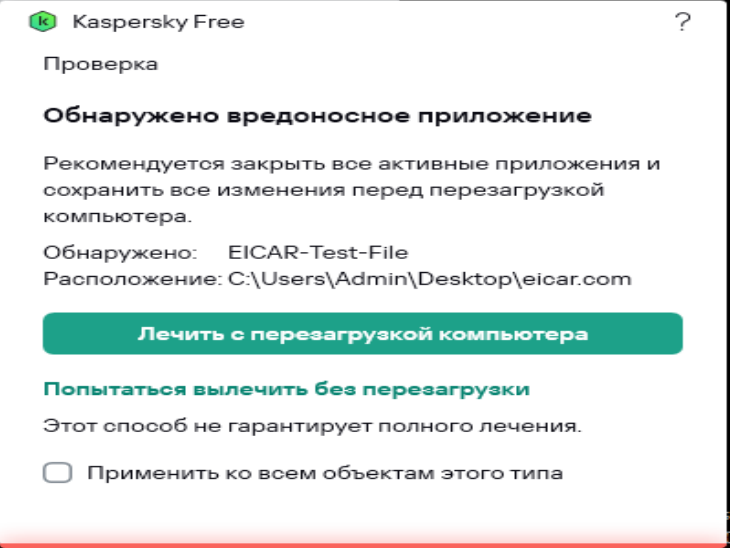 Kaspersky Free
?
Проверка
Обнаружено вредоносное приложение
Рекомендуется закрыть все активные приложения и
сохранить все изменения перед перезагрузкой
компьютера.
Обнаружено: EICAR-Test-File
Расположение: C:\Users\Admin\Desktop\eicar.com
Лечить с перезагрузкой компьютера
Попытаться вылечить без перезагрузки
Этот способ не гарантирует полного лечения.
Применить ко всем объектам этого типа